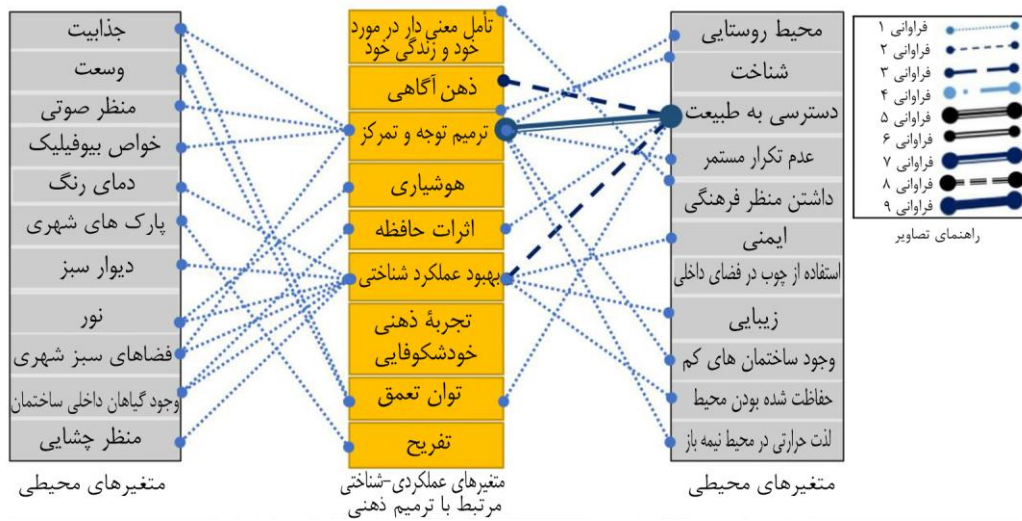 محیط روستایی
شناخت
دسترسی به طبیعت
عدم تکرار مستمر
داشتن منظر فرهنگی
ایمنی
استفاده از چوب در فضای داخلی
زیبایی
وجود ساختمان های کم
حفاظت شده بودن محیط
لذت حرارتی در محیط نیمه باز
متغیرهای محیطی
تأمل معنی دار در مورد
خود و زندگی خود
ذهن آگاهی
ترمیم توجه و تمرکز
هوشیاری
اثرات حافظه
بهبود عملکرد شناختی
تجربۀ ذهنی
خودشکوفایی
توان تعمق
تفریح
متغیرهای عملکردی-شناختی
مرتبط با ترمیم ذهنی
جذابیت
وسعت
منظر صوتی
خواص بیوفیلیک
دمای رنگ
پارک های شهری
دیوار سبز
نور
فضاهای سبز شهری
وجود گیاهان داخلی ساختمان
منظر چشایی
متغیرهای محیطی
فراوانی ۱
فراوانی ۲
فراوانی ۳
فراوانی ۴
فراوانی ۵
فراوانی ۶
فراوانی ۷
فراوانی ۸
فراوانی ۹
راهنمای تصاویر